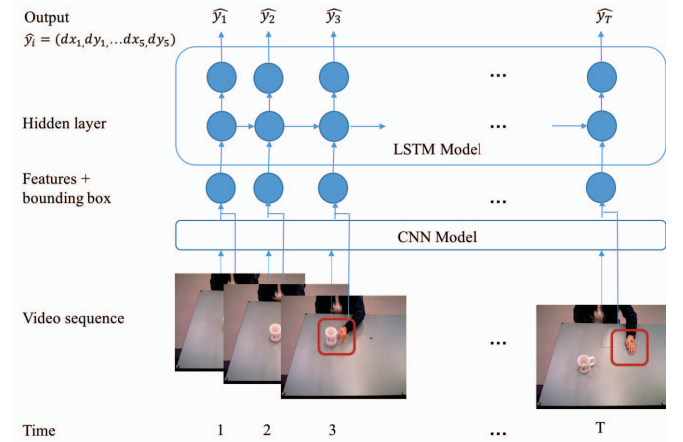 Output
ŷ₁ ŷ₂ ŷ₃ ŷ_T
ŷᵢ = (dx₁,dy₁,...dx₅,dy₅)
...
Hidden layer
...
LSTM Model
Features +
bounding box
...
CNN Model
Video sequence
...
Time 1 2 3 ... T